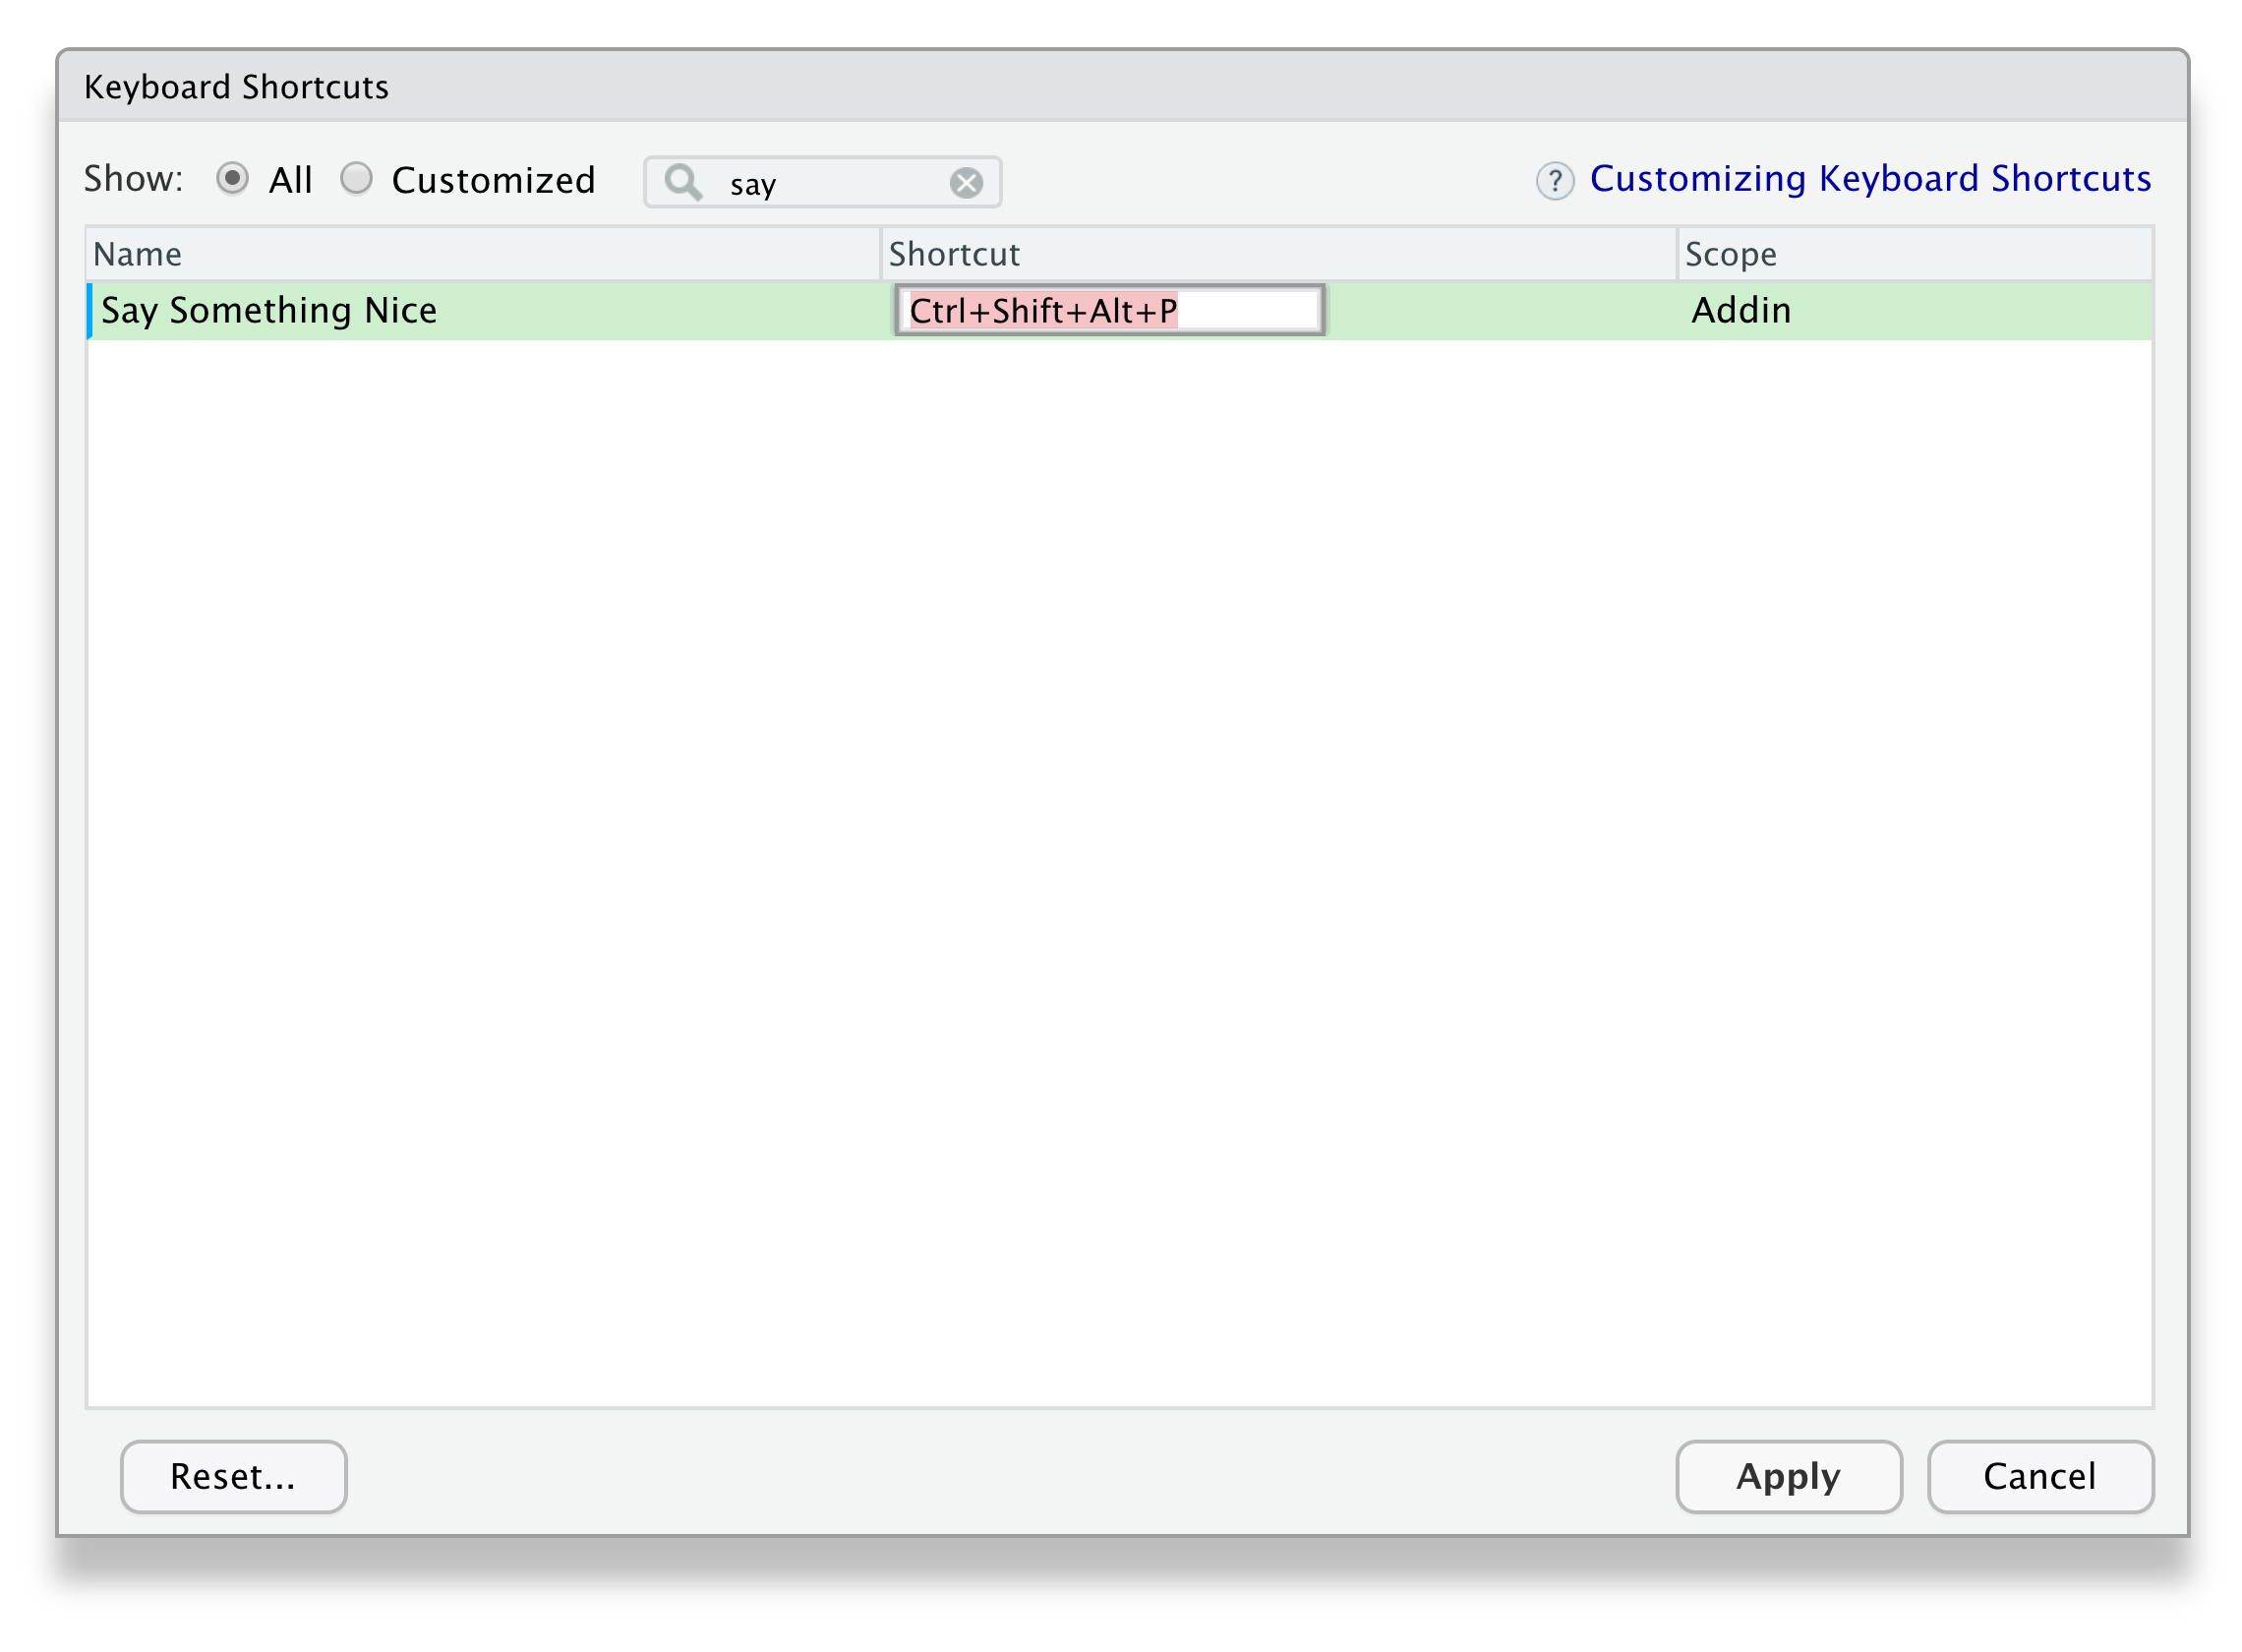 Keyboard Shortcuts
Show: All Customized say ? Customizing Keyboard Shortcuts
Name Shortcut Scope
Say Something Nice Ctrl+Shift+Alt+P Addin
Reset... Apply Cancel